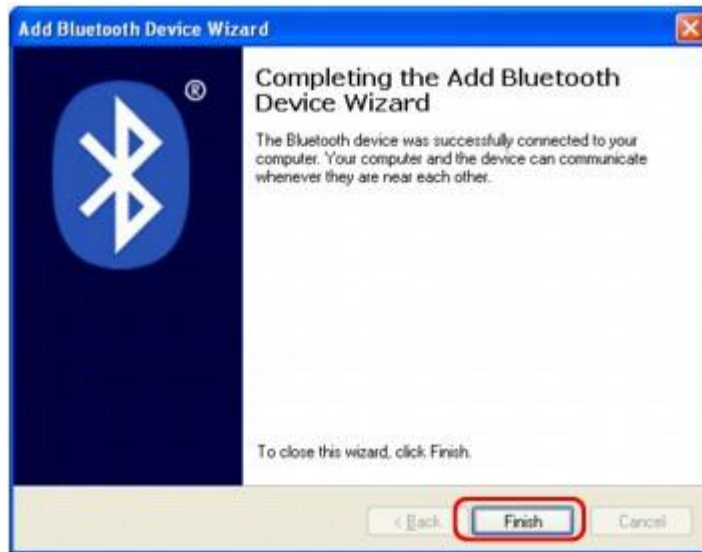 Add Bluetooth Device Wizard
®
Completing the Add Bluetooth
Device Wizard
The Bluetooth device was successfully connected to your
computer. Your computer and the device can communicate
whenever they are near each other.
To close this wizard, click Finish.
< Back Finish Cancel